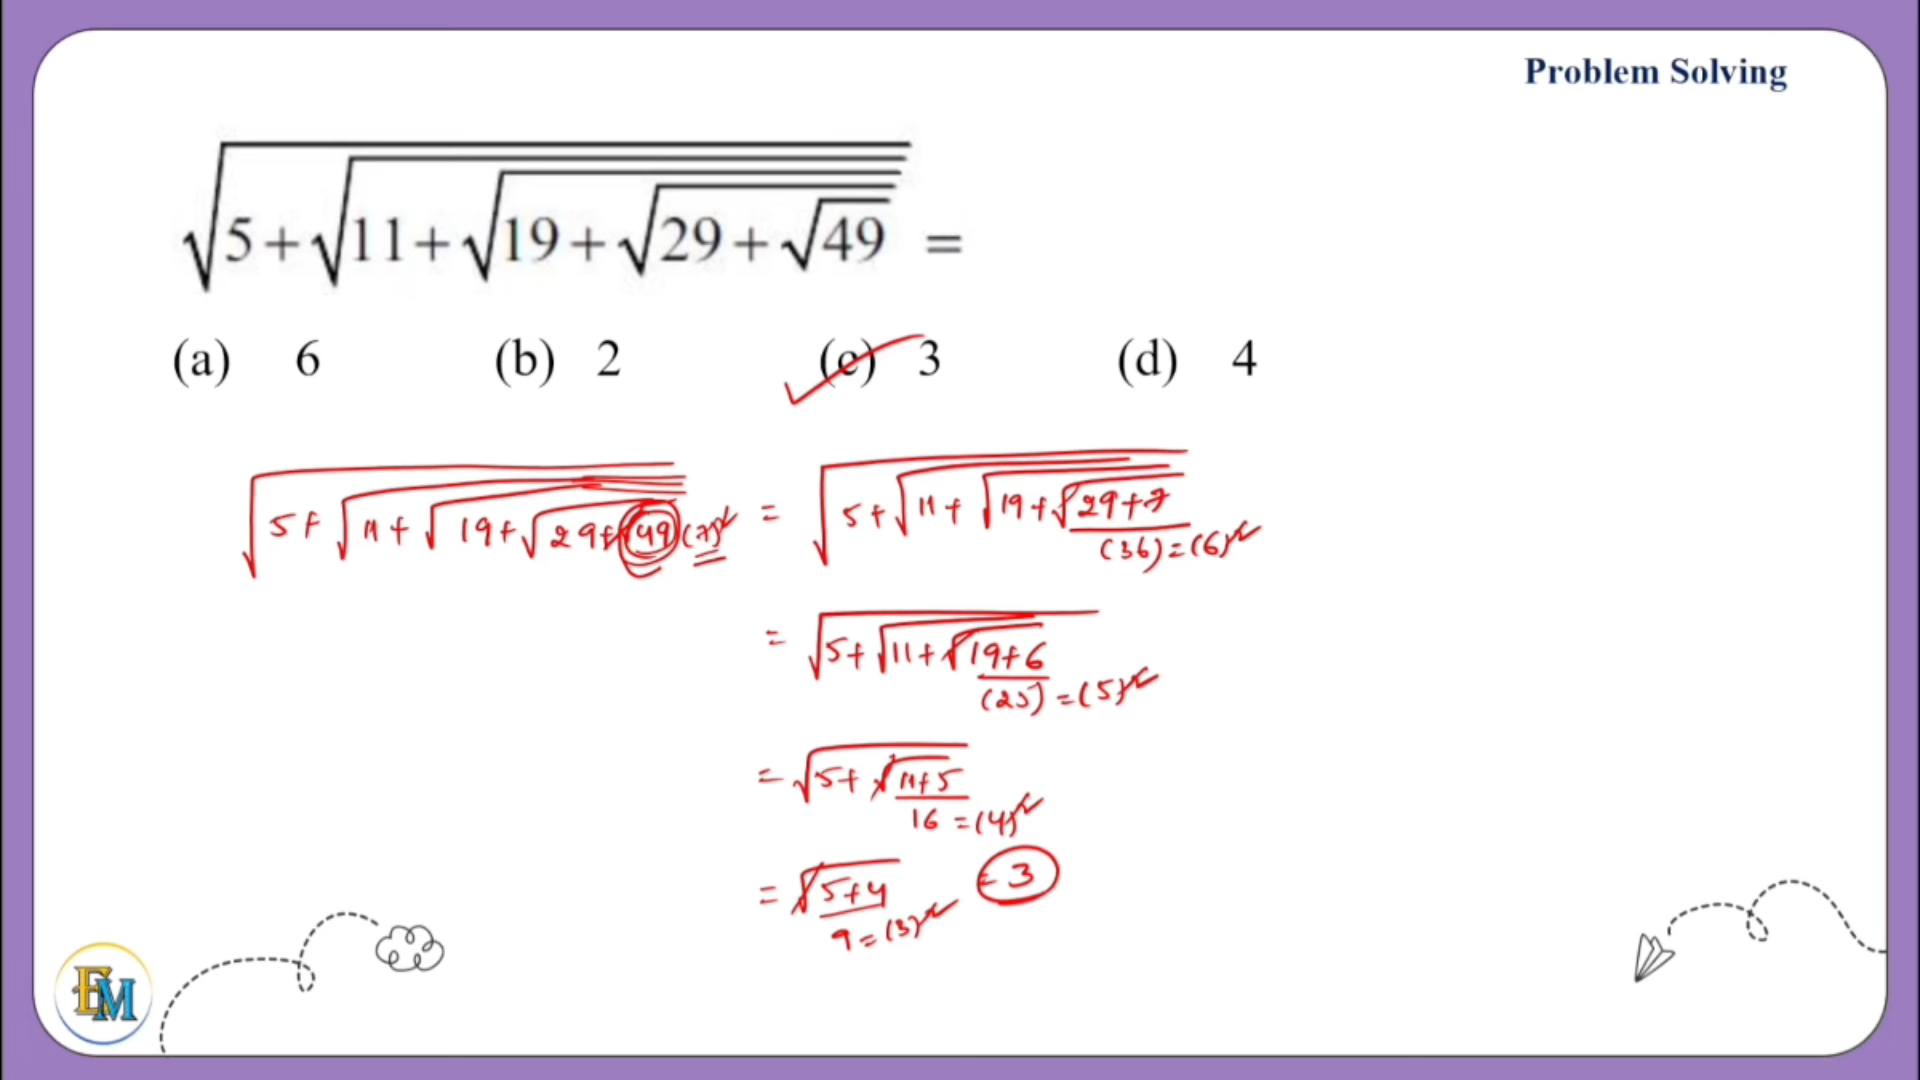 Problem Solving
√(5+√(11+√(19+√(29+√49)))) =
(a) 6 (b) 2 (c) 3 (d) 4
√(5+√(11+√(19+√(29+√49 (7)² = √(5+√(11+√(19+√(29+7
(36)=(6)²
= √(5+√(11+√(19+6
(25)=(5)²
= √(5+√(11+5
16=(4)²
= √(5+4 = 3
9=(3)²
EM